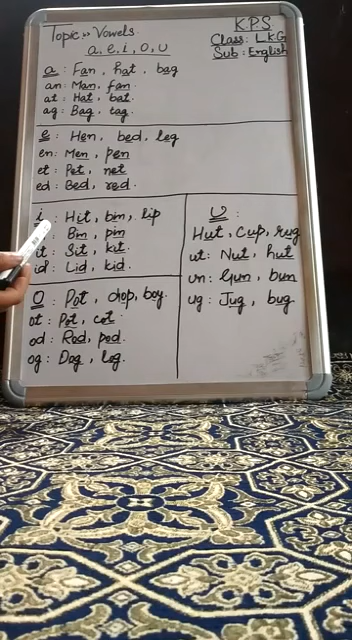 Topic:- Vowels
a, e, i, o, u
K.P.S.
Class: L.K.G
Sub: English
a : Fan, hat, bag
an: Man, fan.
at: Hat, bat.
ag: Bag, tag.
e : Hen, bed, leg
en: Men, pen
et: Pet, net
ed: Bed, red.
i : Hit, bin, lip
: Bin, pin
it: Sit, kit.
id: Lid, kid.
O : Pot, chop, boy.
ot: Pot, cot
od: Rod, pod.
og: Dog, log.
U :
Hut, cup, rug
ut: Nut, hut
un: Gun, bun
ug: Jug, bug